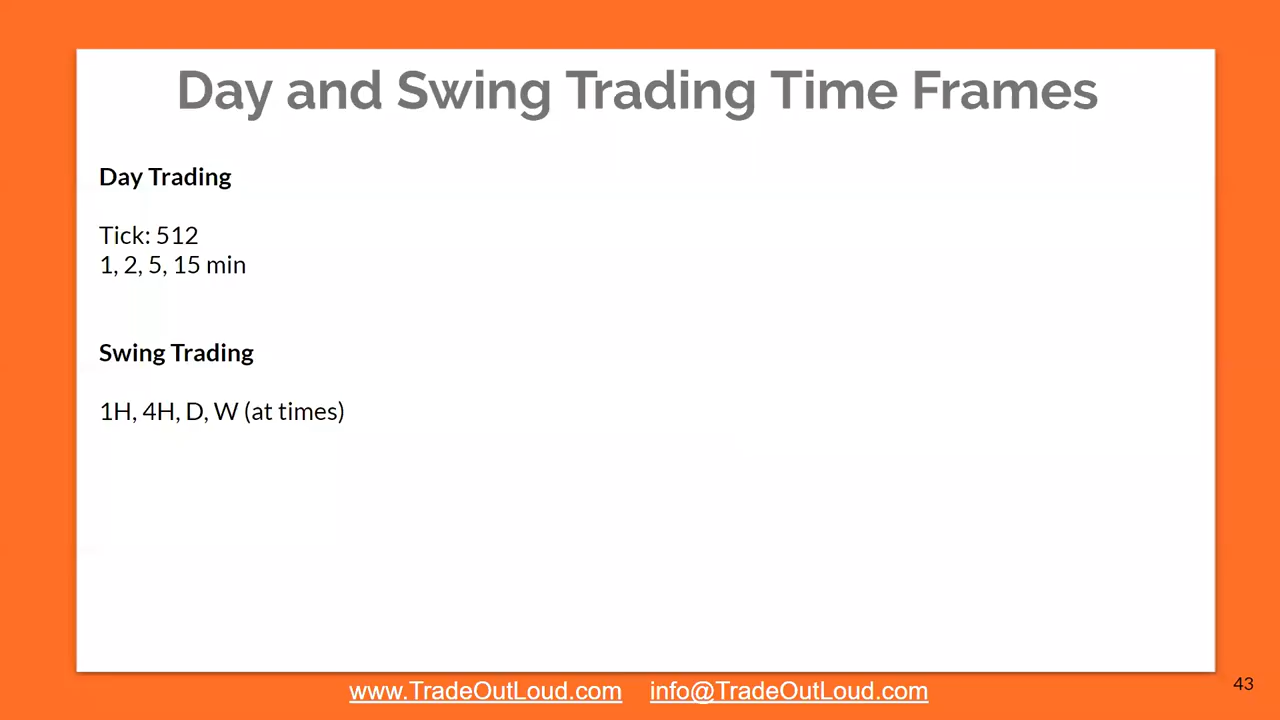 Day and Swing Trading Time Frames
Day Trading
Tick: 512
1, 2, 5, 15 min
Swing Trading
1H, 4H, D, W (at times)
www.TradeOutLoud.com info@TradeOutLoud.com
43